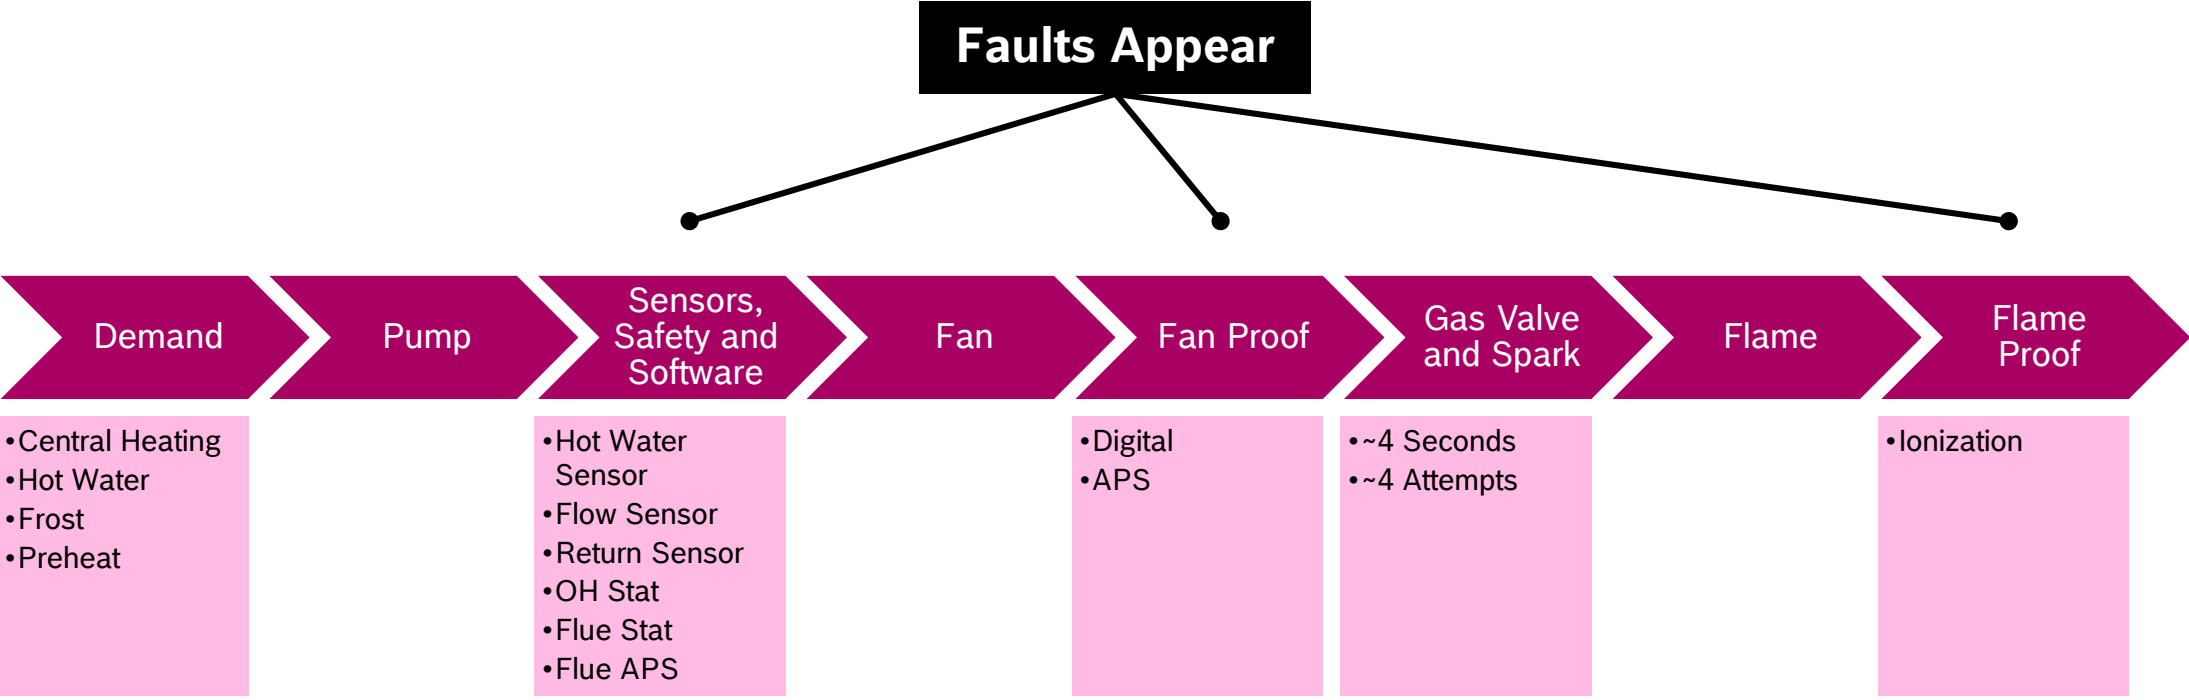 Faults Appear
Demand
Pump
Sensors,
Safety and
Software
Fan
Fan Proof
Gas Valve
and Spark
Flame
Flame
Proof
•Central Heating
•Hot Water
•Frost
•Preheat
•Hot Water
Sensor
•Flow Sensor
•Return Sensor
•OH Stat
•Flue Stat
•Flue APS
•Digital
•APS
•~4 Seconds
•~4 Attempts
•Ionization